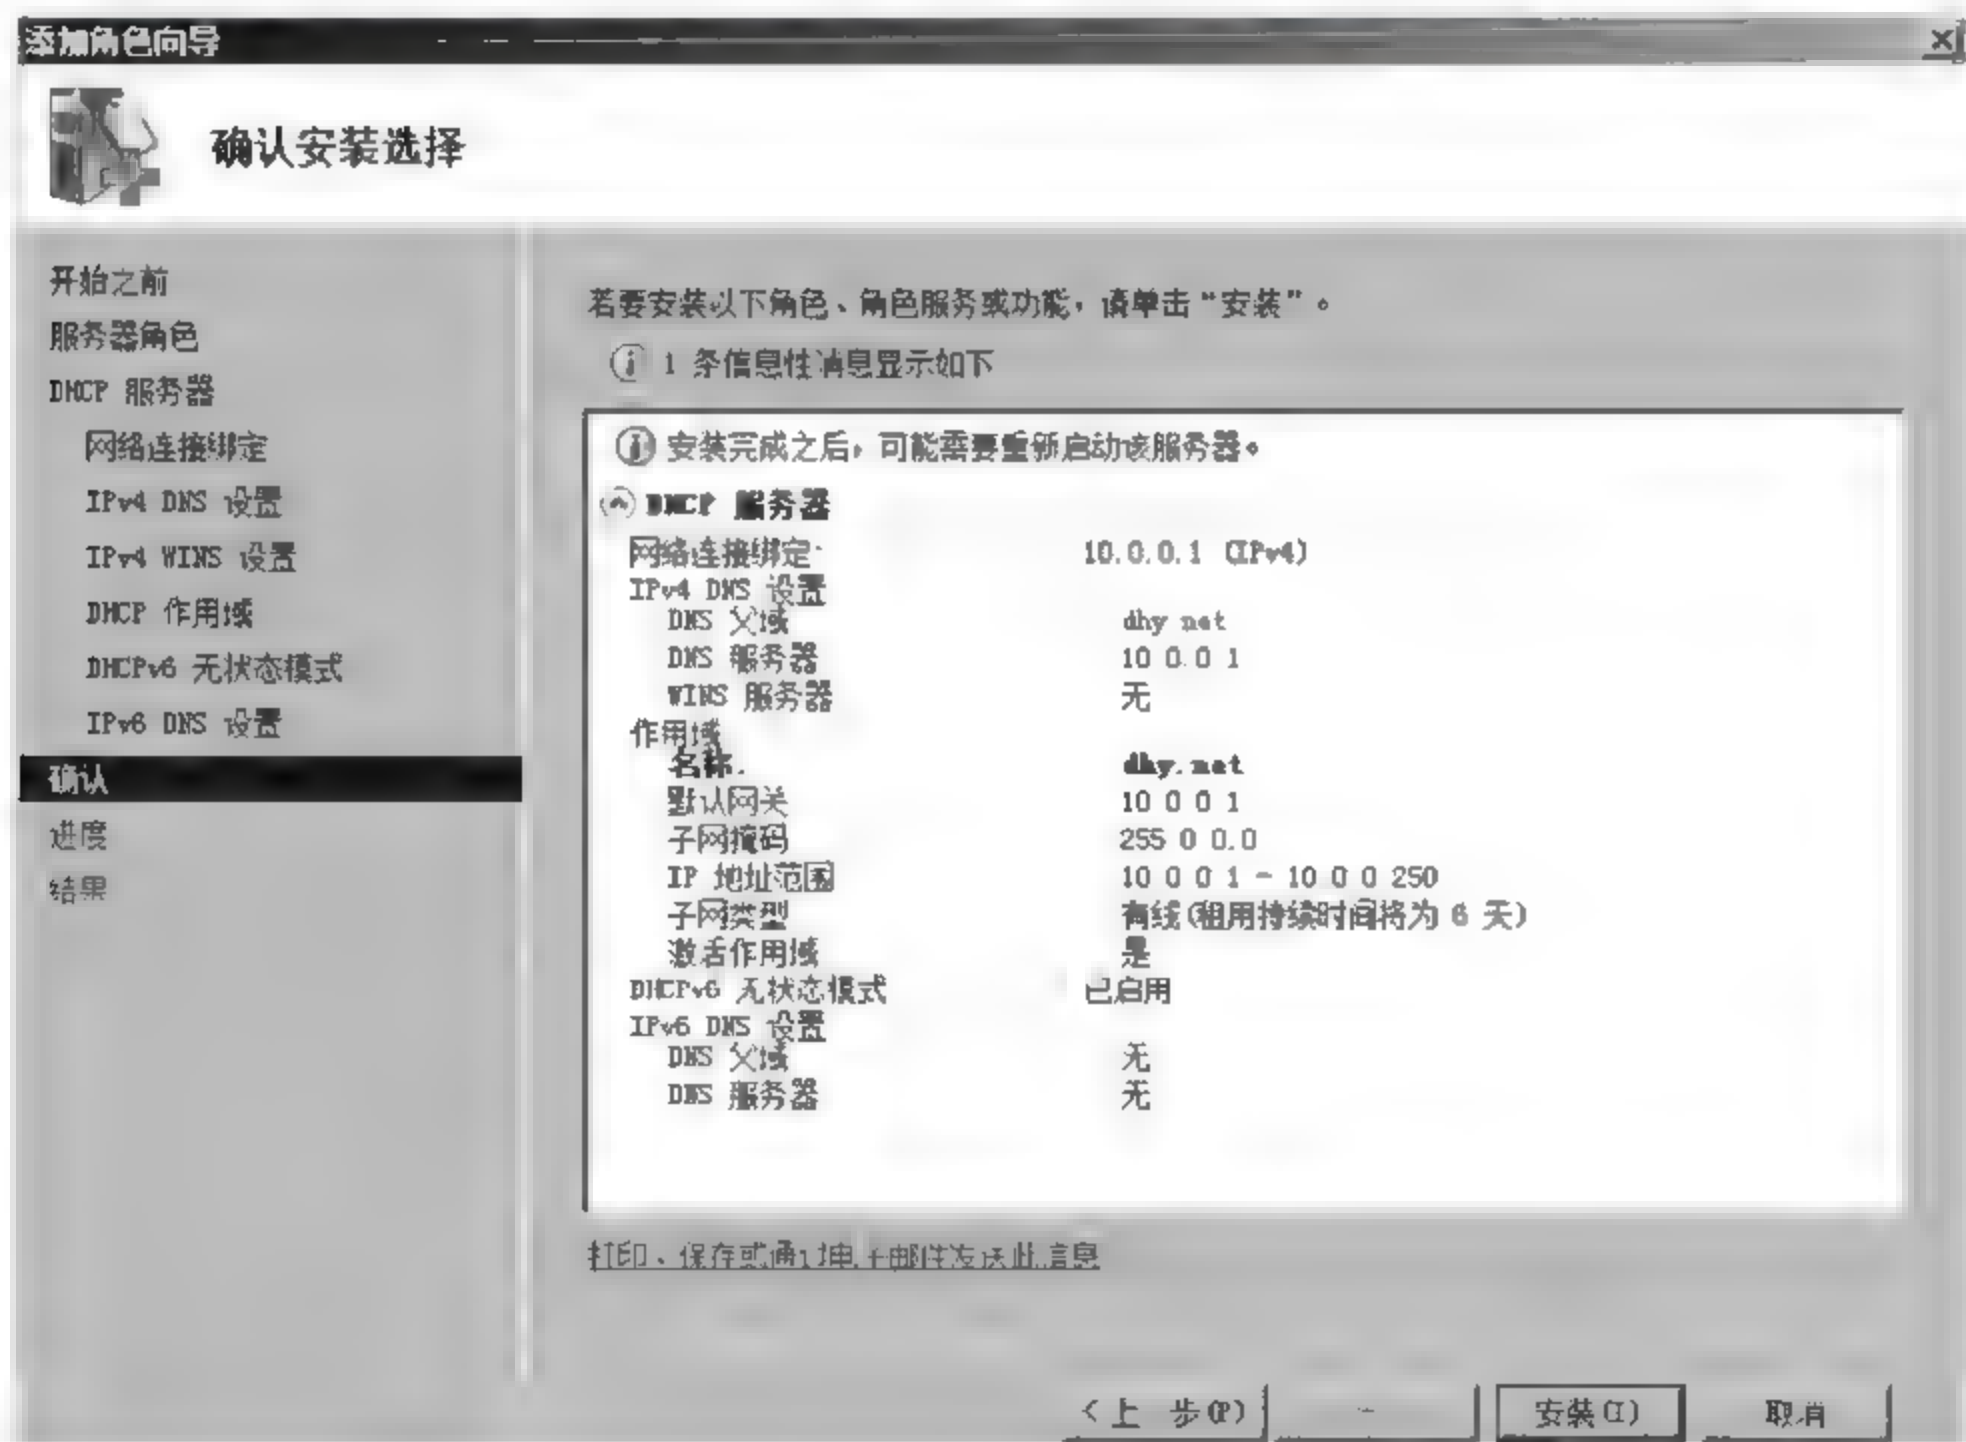 添加角色向导
确认安装选择
开始之前
服务器角色
DHCP 服务器
网络连接绑定
IPv4 DNS 设置
IPv4 WINS 设置
DHCP 作用域
DHCPv6 无状态模式
IPv6 DNS 设置
确认
进度
结果
若要安装以下角色、角色服务或功能，请单击“安装”。
1 条信息性消息显示如下
安装完成之后，可能需要重新启动该服务器。
DHCP 服务器
网络连接绑定 10.0.0.1 (IPv4)
IPv4 DNS 设置
DNS 父域 dhy net
DNS 服务器 10 0.0 1
WINS 服务器 无
作用域
名称. dhy.net
默认网关 10 0 0 1
子网掩码 255 0 0.0
IP 地址范围 10 0 0 1 - 10 0 0 250
子网类型 有线(租用持续时间将为 6 天)
激活作用域 是
DHCPv6 无状态模式 已启用
IPv6 DNS 设置
DNS 父域 无
DNS 服务器 无
打印、保存或通过电子邮件发送此信息
<上 步(P) 安装(I) 取消